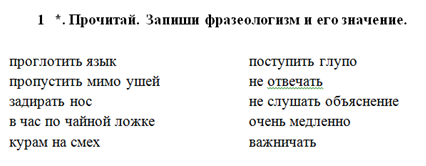 1 *. Прочитай. Запиши фразеологизм и его значение.
проглотить язык поступить глупо
пропустить мимо ушей не отвечать
задирать нос не слушать объяснение
в час по чайной ложке очень медленно
курам на смех важничать